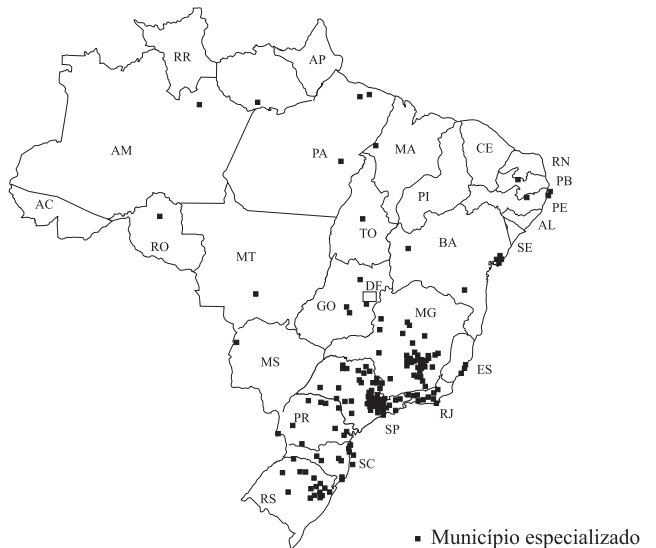 RR
AP
AM
PA
MA
CE
RN
PB
PE
AL
SE
PI
AC
RO
TO
BA
MT
DF
GO
MG
MS
ES
RJ
SP
PR
SC
RS
Município especializado